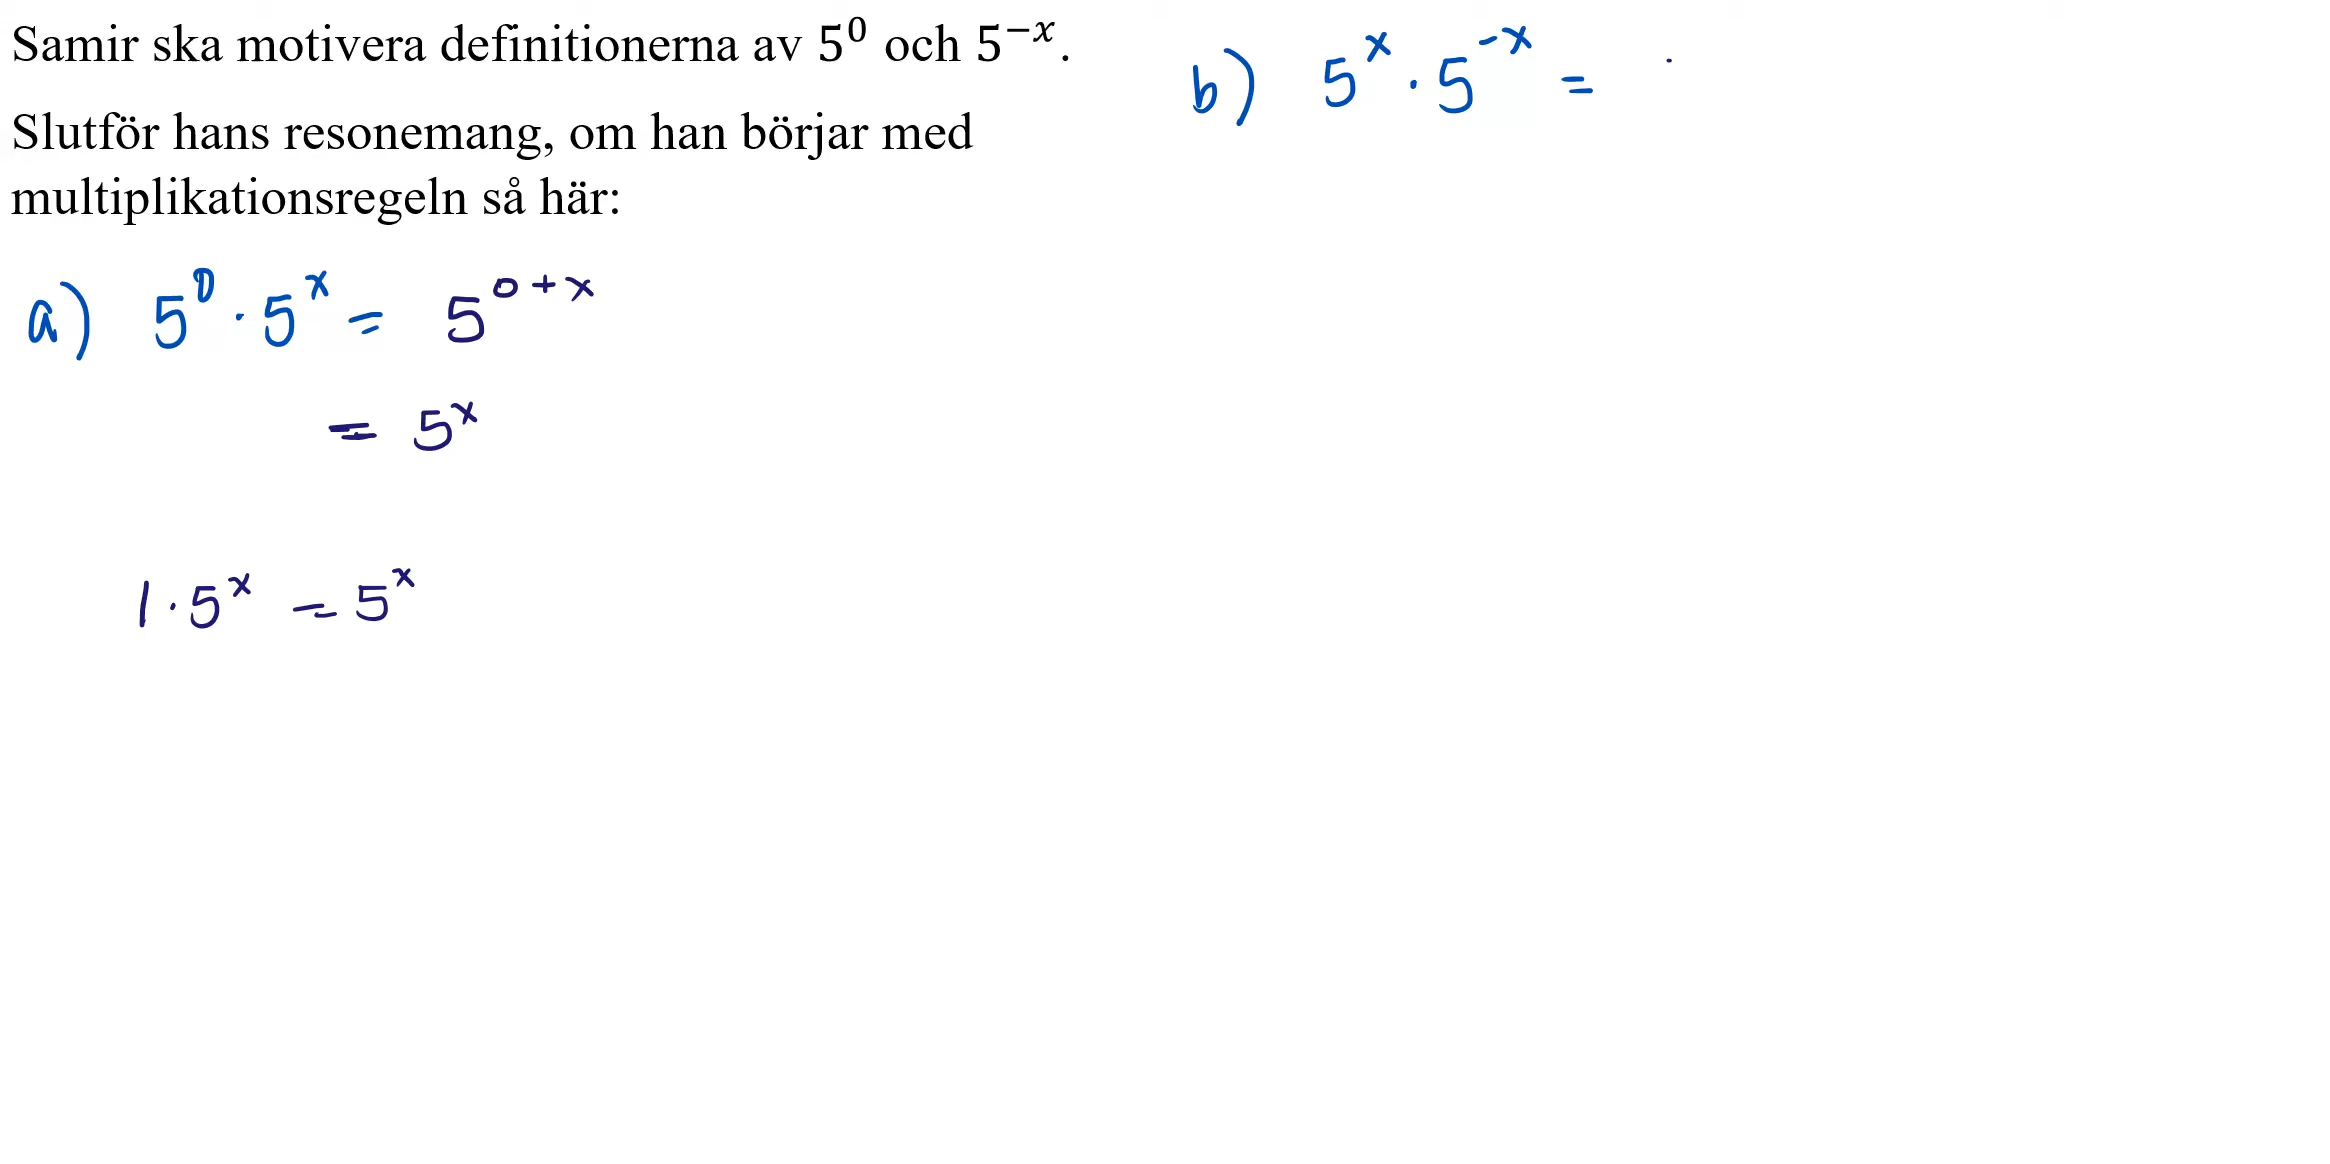 Samir ska motivera definitionerna av 5⁰ och 5⁻ˣ.
Slutför hans resonemang, om han börjar med
multiplikationsregeln så här:
a) 5⁰ · 5ˣ = 5⁰⁺ˣ
= 5ˣ
1 · 5ˣ = 5ˣ
b) 5ˣ · 5⁻ˣ =